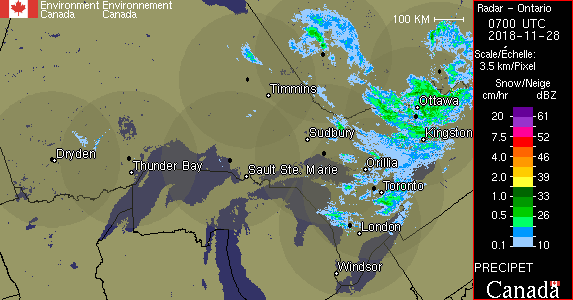 Environment Environnement
Canada Canada
100 KM
Radar - Ontario
0700 UTC
2018-11-28
Scale/Échelle:
3.5 km/Pixel
Snow/Neige
cm/hr dBZ
20 61
7.5 57
5.5 52
4.0 46
2.0 39
1.0 33
0.5 26
0.1 10
PRECIPET
Canada
Timmins
Ottawa
Sudbury
Kingston
Dryden
Thunder Bay
Sault Ste. Marie
Orillia
Toronto
London
Windsor